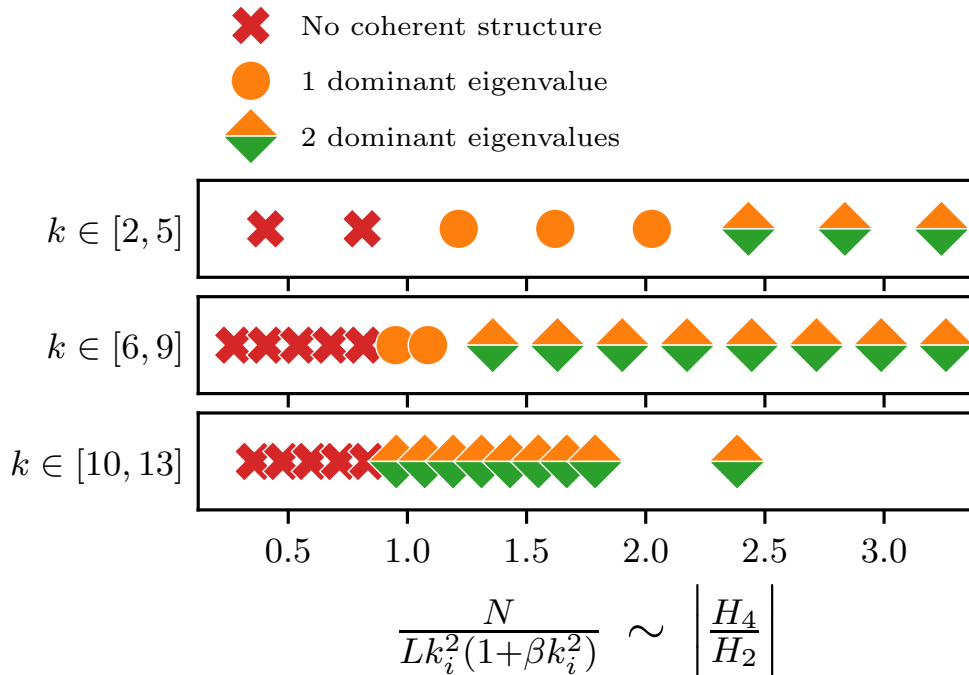 No coherent structure
1 dominant eigenvalue
2 dominant eigenvalues
k ∈ [2, 5]
k ∈ [6, 9]
k ∈ [10, 13]
0.5 1.0 1.5 2.0 2.5 3.0
N / Lk_i^2(1+βk_i^2) ∼ |H_4 / H_2|